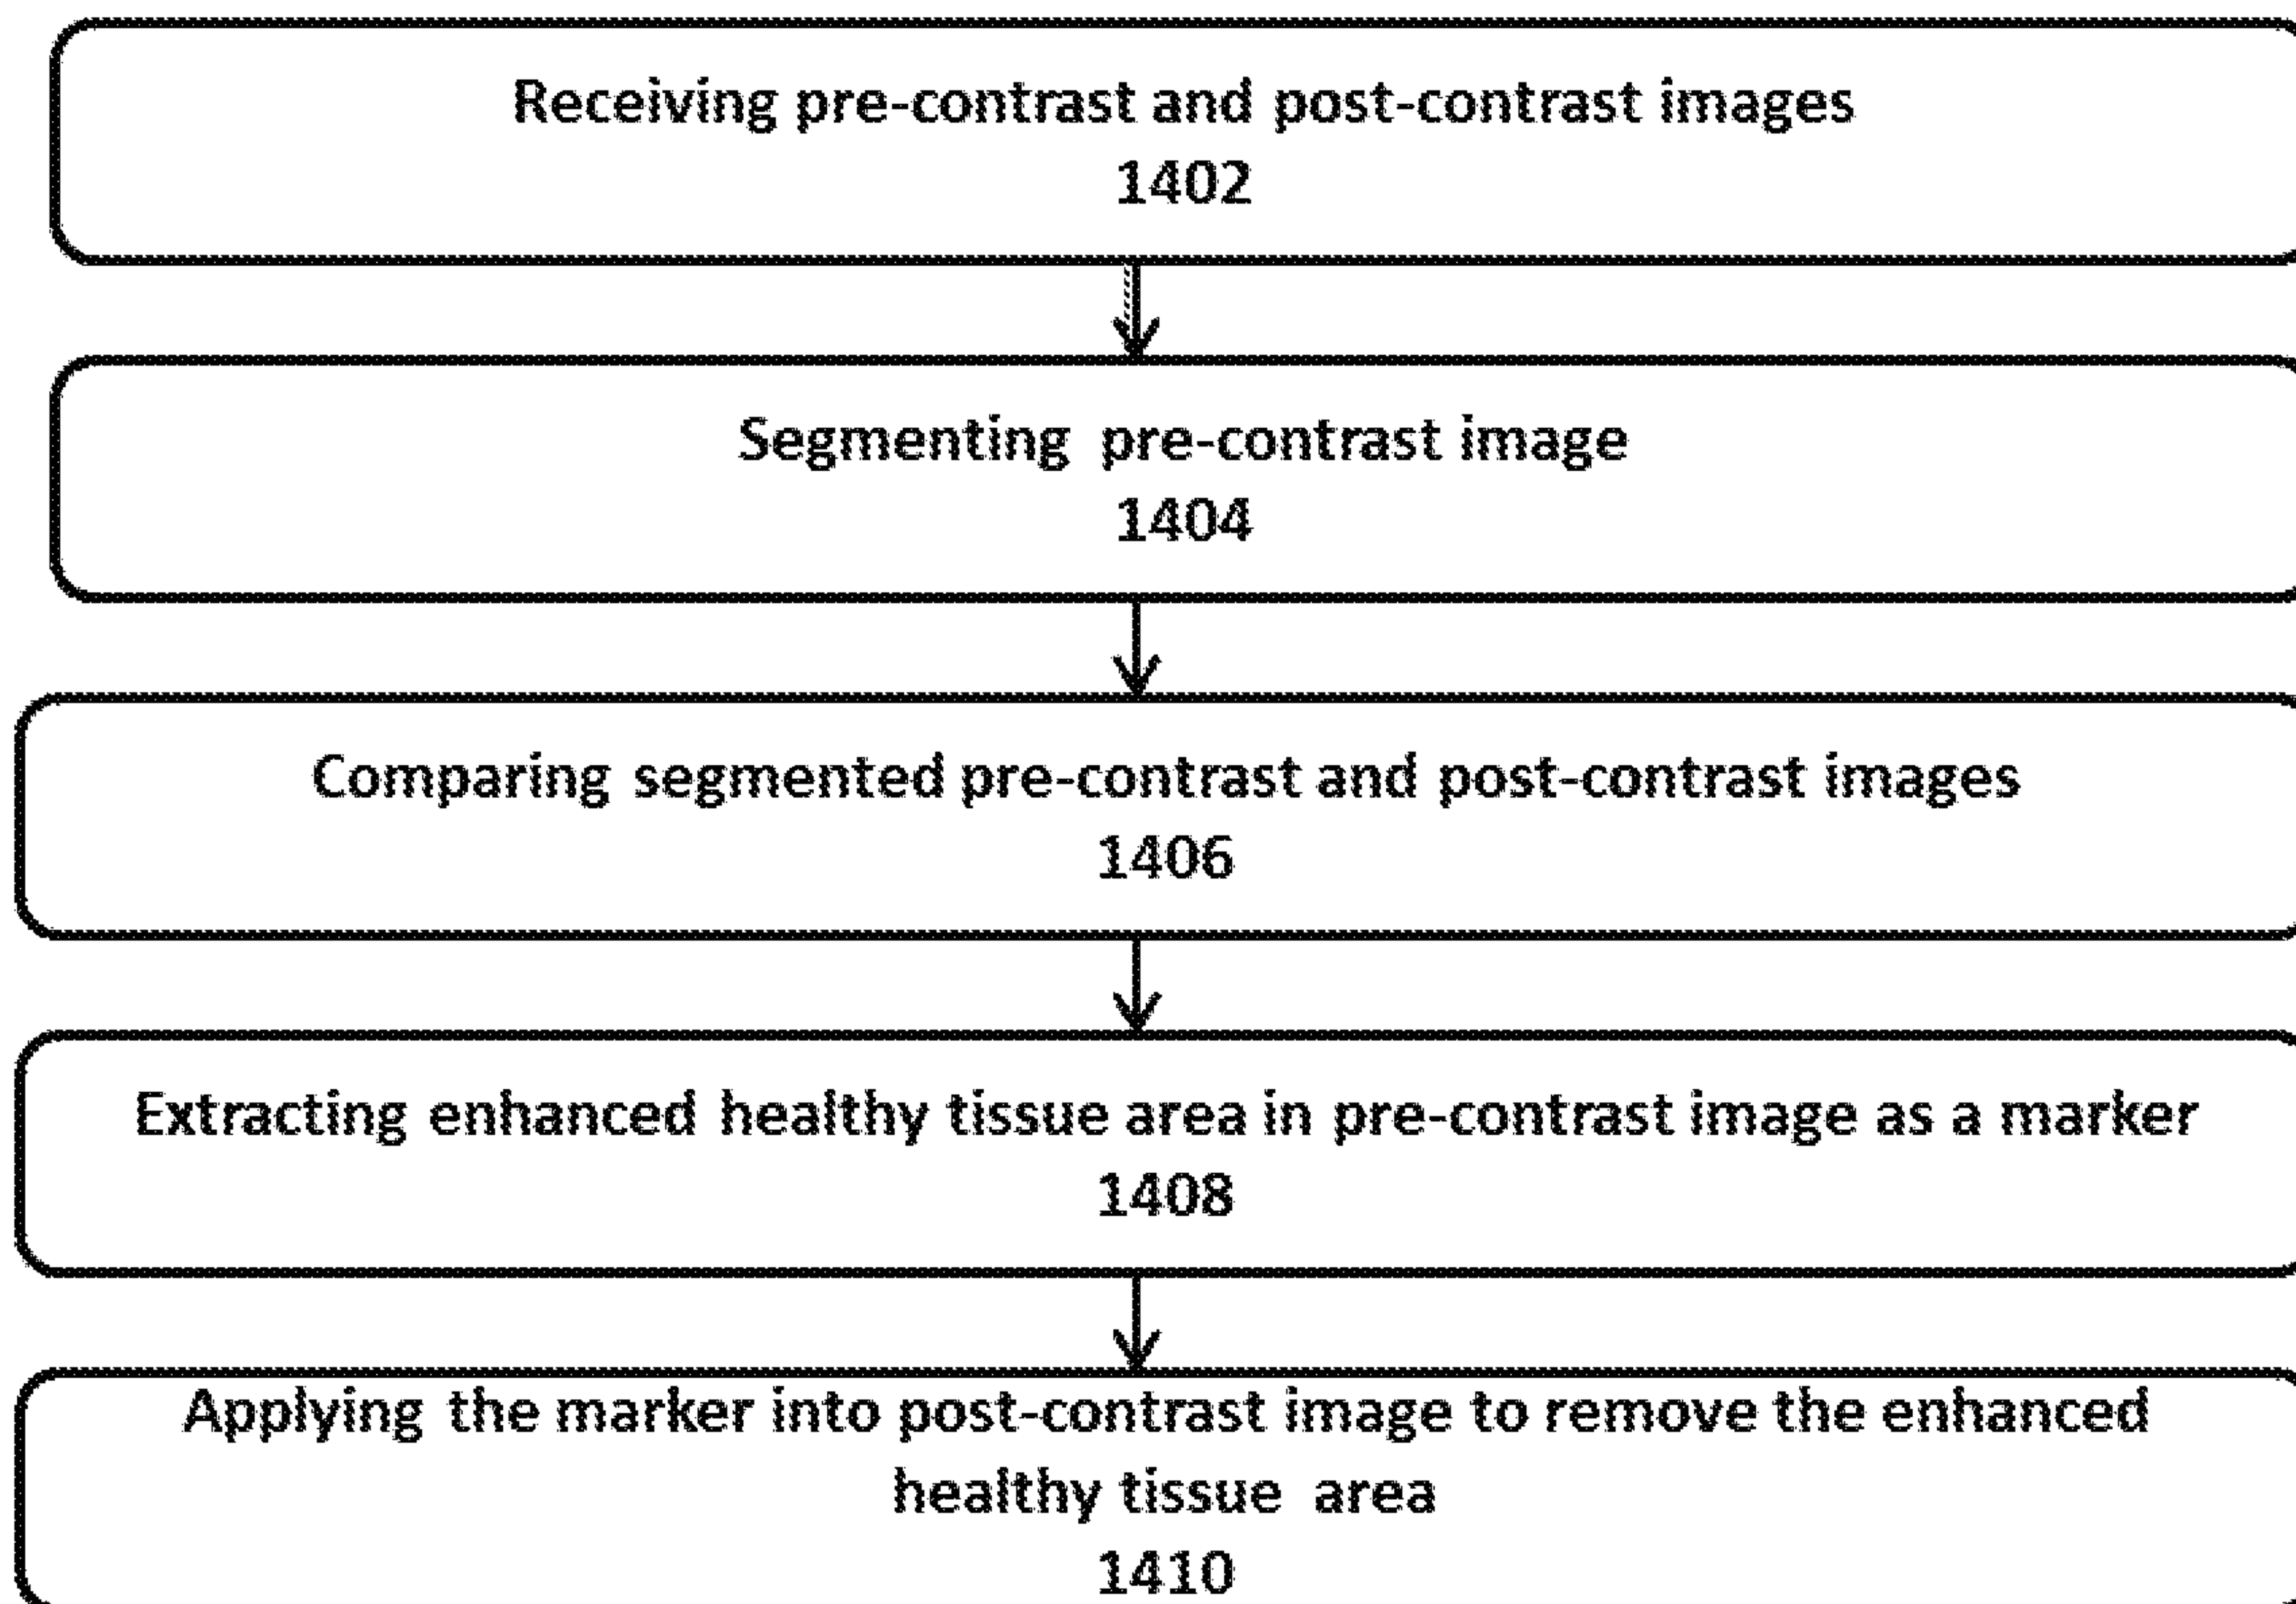 Receiving pre-contrast and post-contrast images
1402
Segmenting pre-contrast image
1404
Comparing segmented pre-contrast and post-contrast images
1406
Extracting enhanced healthy tissue area in pre-contrast image as a marker
1408
Applying the marker into post-contrast image to remove the enhanced
healthy tissue area
1410